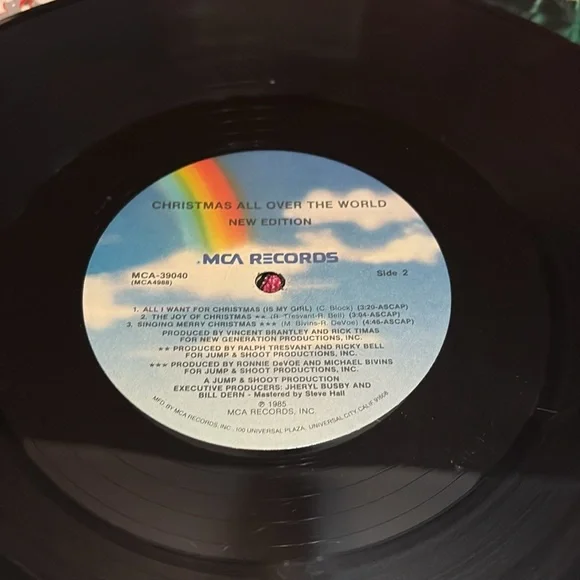 CHRISTMAS ALL OVER THE WORLD
NEW EDITION
MCA RECORDS
MCA-39040
(MCA4988)
Side 2
1. ALL I WANT FOR CHRISTMAS (IS MY GIRL) (C. Block) (3:29-ASCAP)
2. THE JOY OF CHRISTMAS ★★ (R. Tresvant-R. Bell) (3:04-ASCAP)
3. SINGING MERRY CHRISTMAS ★★★ (M. Bivins-R. DeVoe) (4:46-ASCAP)
PRODUCED BY VINCENT BRANTLEY AND RICK TIMAS
FOR NEW GENERATION PRODUCTIONS, INC.
★★ PRODUCED BY RALPH TRESVANT AND RICKY BELL
FOR JUMP & SHOOT PRODUCTIONS, INC.
★★★ PRODUCED BY RONNIE DeVOE AND MICHAEL BIVINS
FOR JUMP & SHOOT PRODUCTIONS, INC.
A JUMP & SHOOT PRODUCTION
EXECUTIVE PRODUCERS: JHERYL BUSBY AND
BILL DERN - Mastered by Steve Hall
℗ 1985
MCA RECORDS, INC.
MFD BY MCA RECORDS, INC. - 100 UNIVERSAL PLAZA, UNIVERSAL CITY, CALIF.